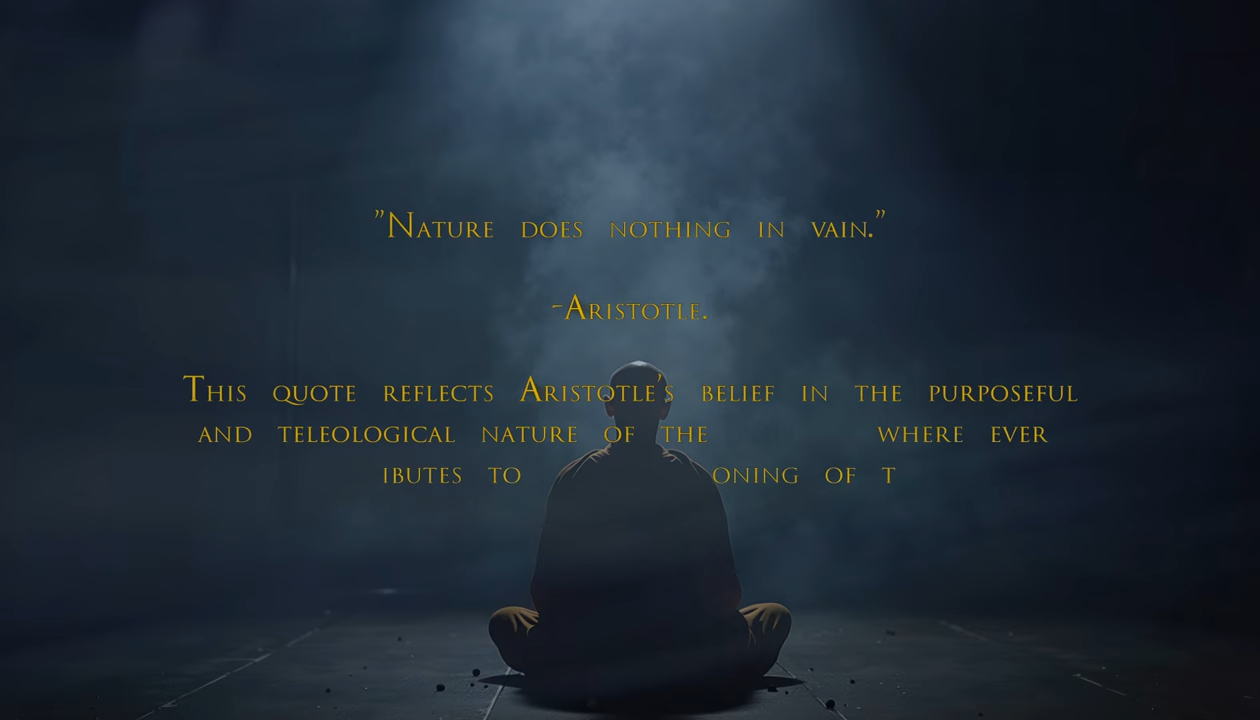 "Nature does nothing in vain."
-Aristotle.
This quote reflects Aristotle's belief in the purposeful
and teleological nature of the where ever
ibutes to oning of t